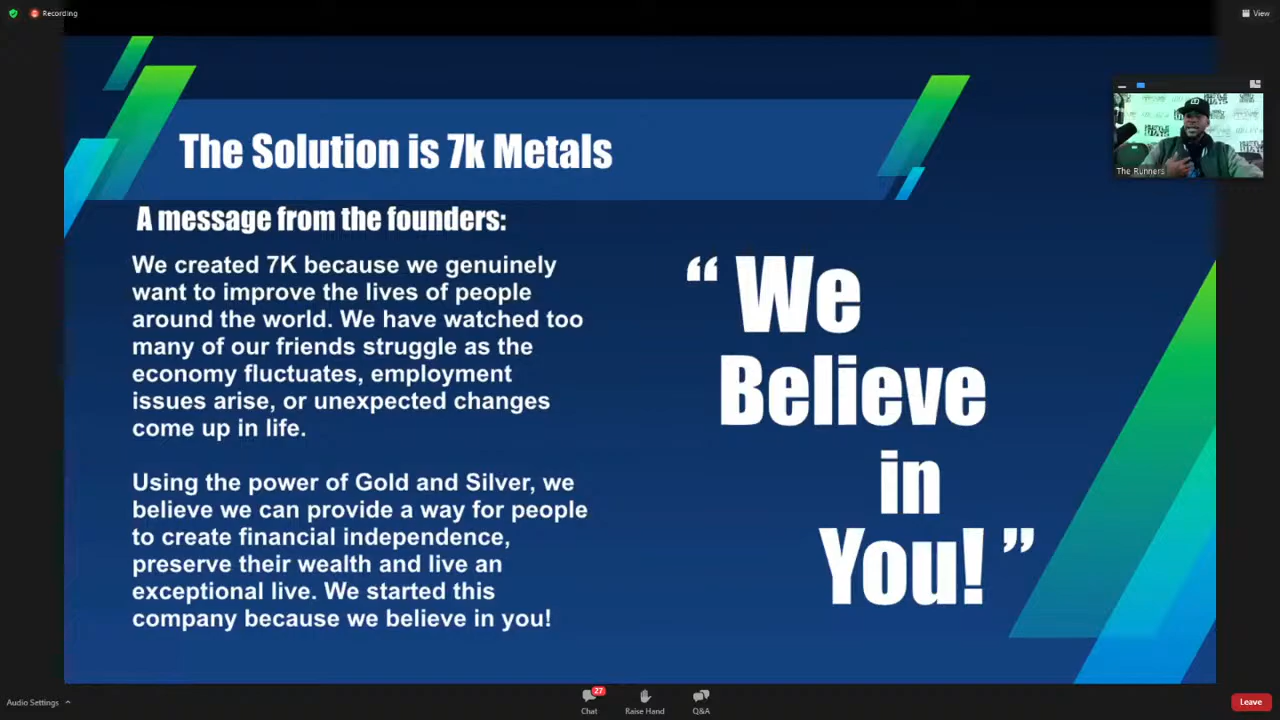 Recording
View
The Solution is 7k Metals
The Runners
A message from the founders:
We created 7K because we genuinely
want to improve the lives of people
around the world. We have watched too
many of our friends struggle as the
economy fluctuates, employment
issues arise, or unexpected changes
come up in life.
Using the power of Gold and Silver, we
believe we can provide a way for people
to create financial independence,
preserve their wealth and live an
exceptional live. We started this
company because we believe in you!
“ We
Believe
in
You! ”
Audio Settings
27
Chat
Raise Hand
Q&A
Leave